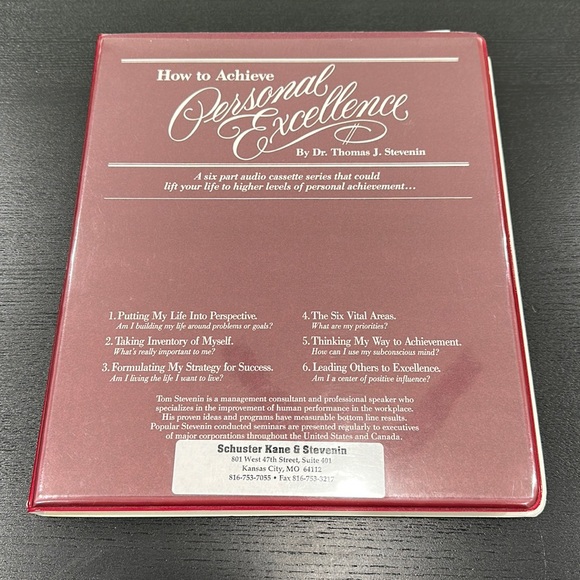 How to Achieve
Personal
Excellence
By Dr. Thomas J. Stevenin
A six part audio cassette series that could
lift your life to higher levels of personal achievement...
1. Putting My Life Into Perspective.
Am I building my life around problems or goals?
2. Taking Inventory of Myself.
What's really important to me?
3. Formulating My Strategy for Success.
Am I living the life I want to live?
4. The Six Vital Areas.
What are my priorities?
5. Thinking My Way to Achievement.
How can I use my subconscious mind?
6. Leading Others to Excellence.
Am I a center of positive influence?
Tom Stevenin is a management consultant and professional speaker who
specializes in the improvement of human performance in the workplace.
His proven ideas and programs have measurable bottom line results.
Popular Stevenin conducted seminars are presented regularly to executives
of major corporations throughout the United States and Canada.
Schuster Kane & Stevenin
801 West 47th Street, Suite 401
Kansas City, MO 64112
816-753-7055 • Fax 816-753-3217